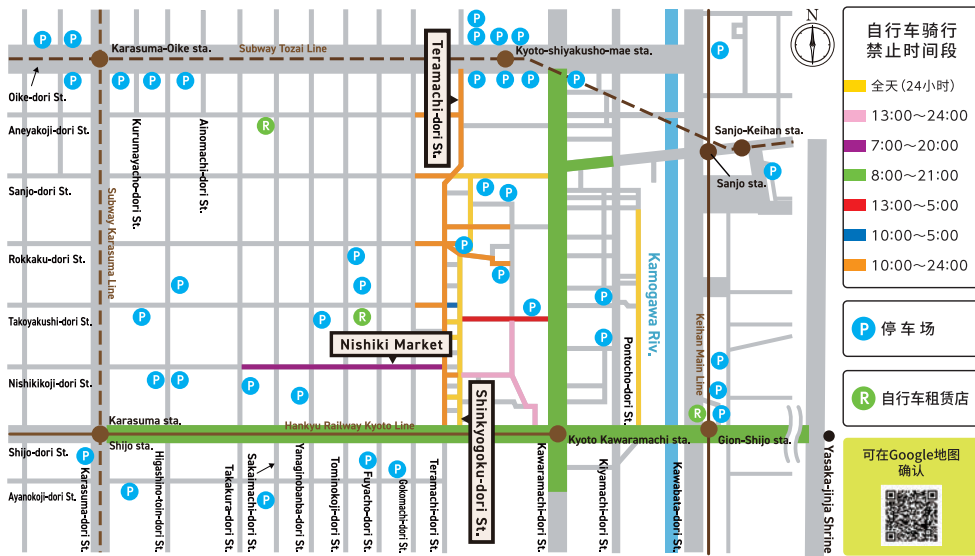 Karasuma-Oike sta.
Subway Tozai Line
Kyoto-shiyakusho-mae sta.
N
Oike-dori St.
Teramachi-dori St.
Aneyakoji-dori St.
Kurumayacho-dori St.
Ainomachi-dori St.
R
Sanjo-Keihan sta.
Sanjo sta.
Sanjo-dori St.
Subway Karasuma Line
Rokkaku-dori St.
Kamogawa Riv.
Takoyakushi-dori St.
R
Nishiki Market
Keihan Main Line
Pontocho-dori St.
Nishikikoji-dori St.
Shinkyogoku-dori St.
Karasuma sta.
Hankyu Railway Kyoto Line
R
Shijo sta.
Kyoto Kawaramachi sta.
Gion-Shijo sta.
Shijo-dori St.
Ayanokoji-dori St.
Karasuma-dori St.
Higashino-toin-dori St.
Takakura-dori St.
Sakaimachi-dori St.
Yanaginobanba-dori St.
Tominokoji-dori St.
Fuyacho-dori St.
Gokomachi-dori St.
Teramachi-dori St.
Kawaramachi-dori St.
Kiyamachi-dori St.
Kawabata-dori St.
Yasaka-jinja Shrine
自行车骑行
禁止时间段
全天(24小时)
13:00～24:00
7:00～20:00
8:00～21:00
13:00～5:00
10:00～5:00
10:00～24:00
P 停车场
R 自行车租赁店
可在Google地图
确认